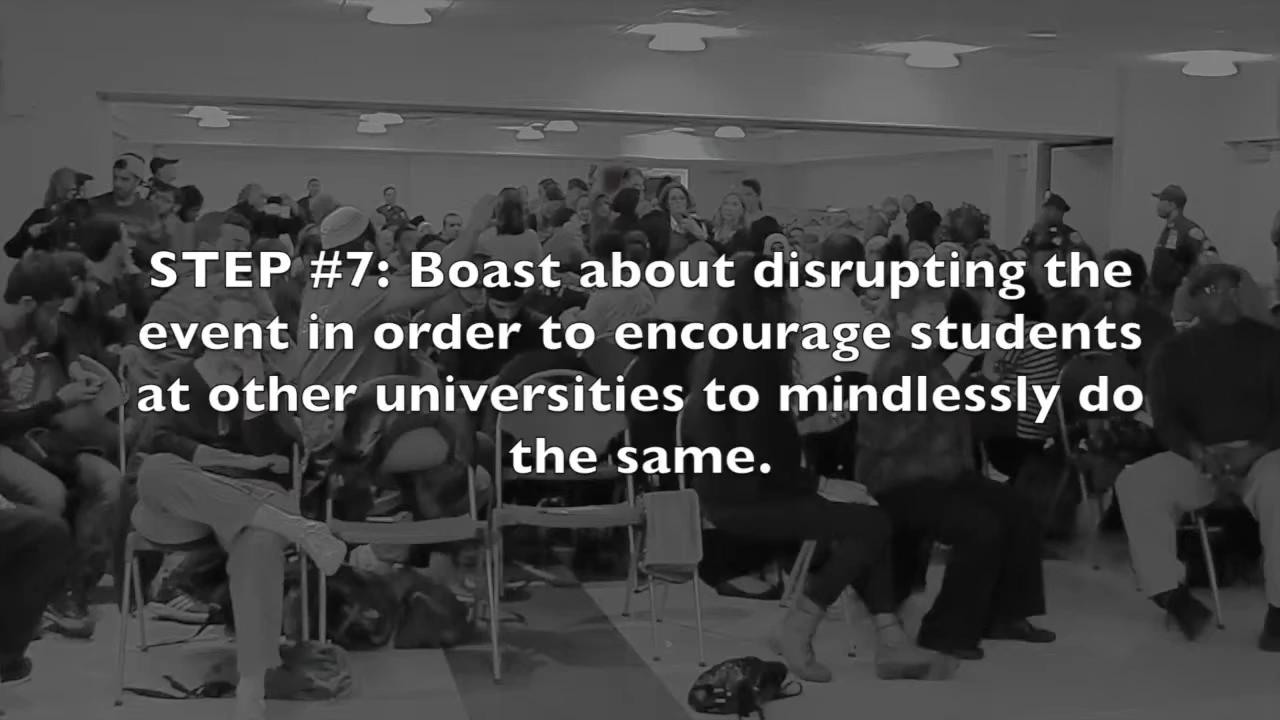 STEP #7: Boast about disrupting the
event in order to encourage students
at other universities to mindlessly do
the same.